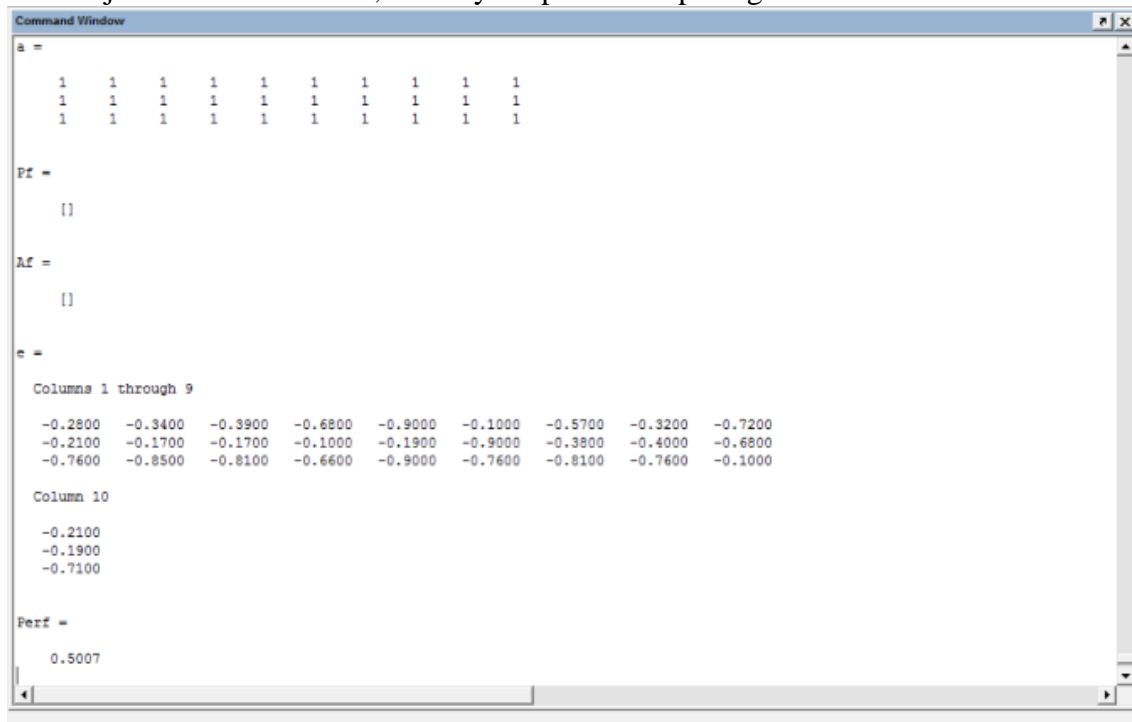 Command Window
a =
1 1 1 1 1 1 1 1 1 1
1 1 1 1 1 1 1 1 1 1
1 1 1 1 1 1 1 1 1 1
Pf =
[]
Af =
[]
e =
Columns 1 through 9
-0.2800 -0.3400 -0.3900 -0.6800 -0.9000 -0.1000 -0.5700 -0.3200 -0.7200
-0.2100 -0.1700 -0.1700 -0.1000 -0.1900 -0.9000 -0.3800 -0.4000 -0.6800
-0.7600 -0.8500 -0.8100 -0.6600 -0.9000 -0.7600 -0.8100 -0.7600 -0.1000
Column 10
-0.2100
-0.1900
-0.7100
Perf =
0.5007